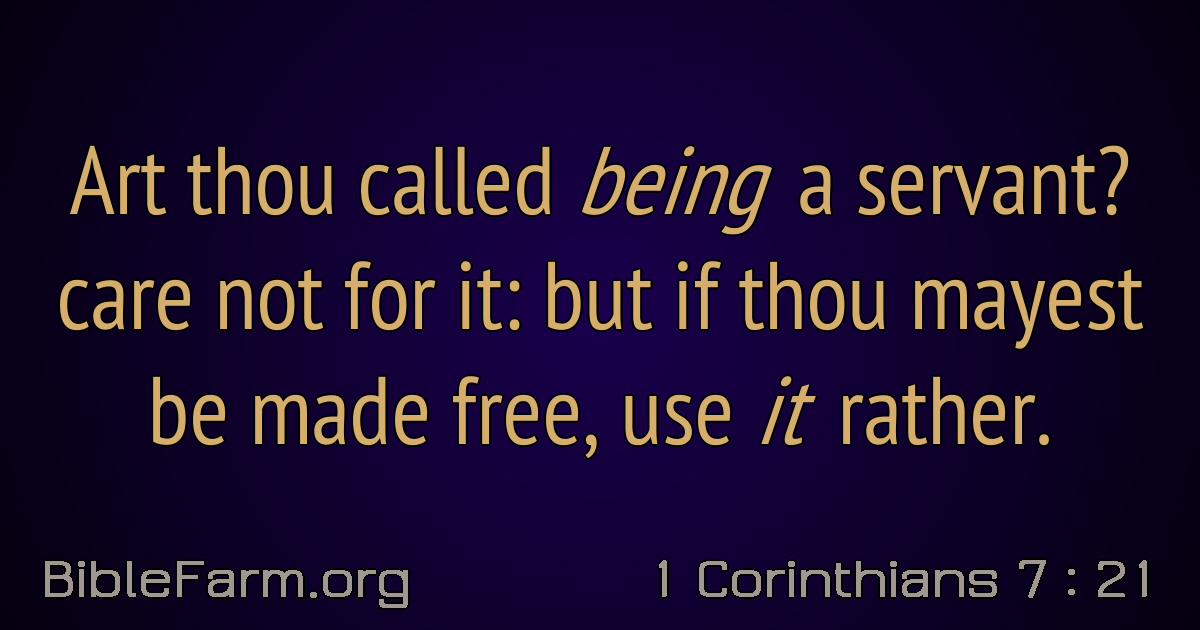 Art thou called being a servant?
care not for it: but if thou mayest
be made free, use it rather.
BibleFarm.org
1 Corinthians 7 : 21